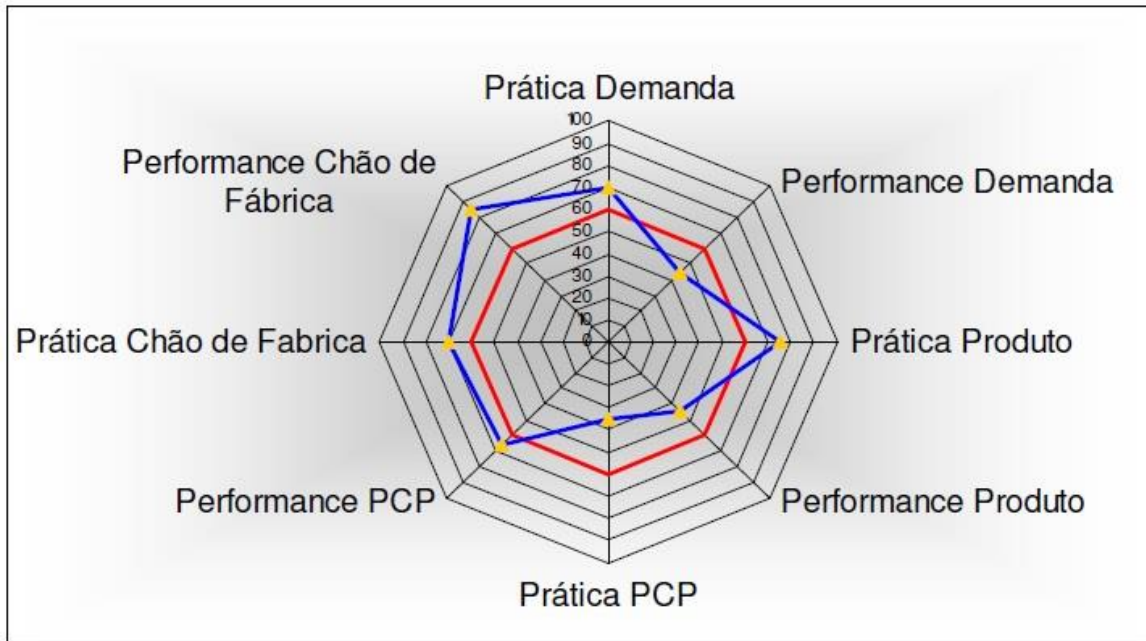 Prática Demanda
100
90
80
70
60
50
40
30
20
10
0
Performance Demanda
Prática Produto
Performance Produto
Prática PCP
Performance PCP
Prática Chão de Fabrica
Performance Chão de
Fábrica